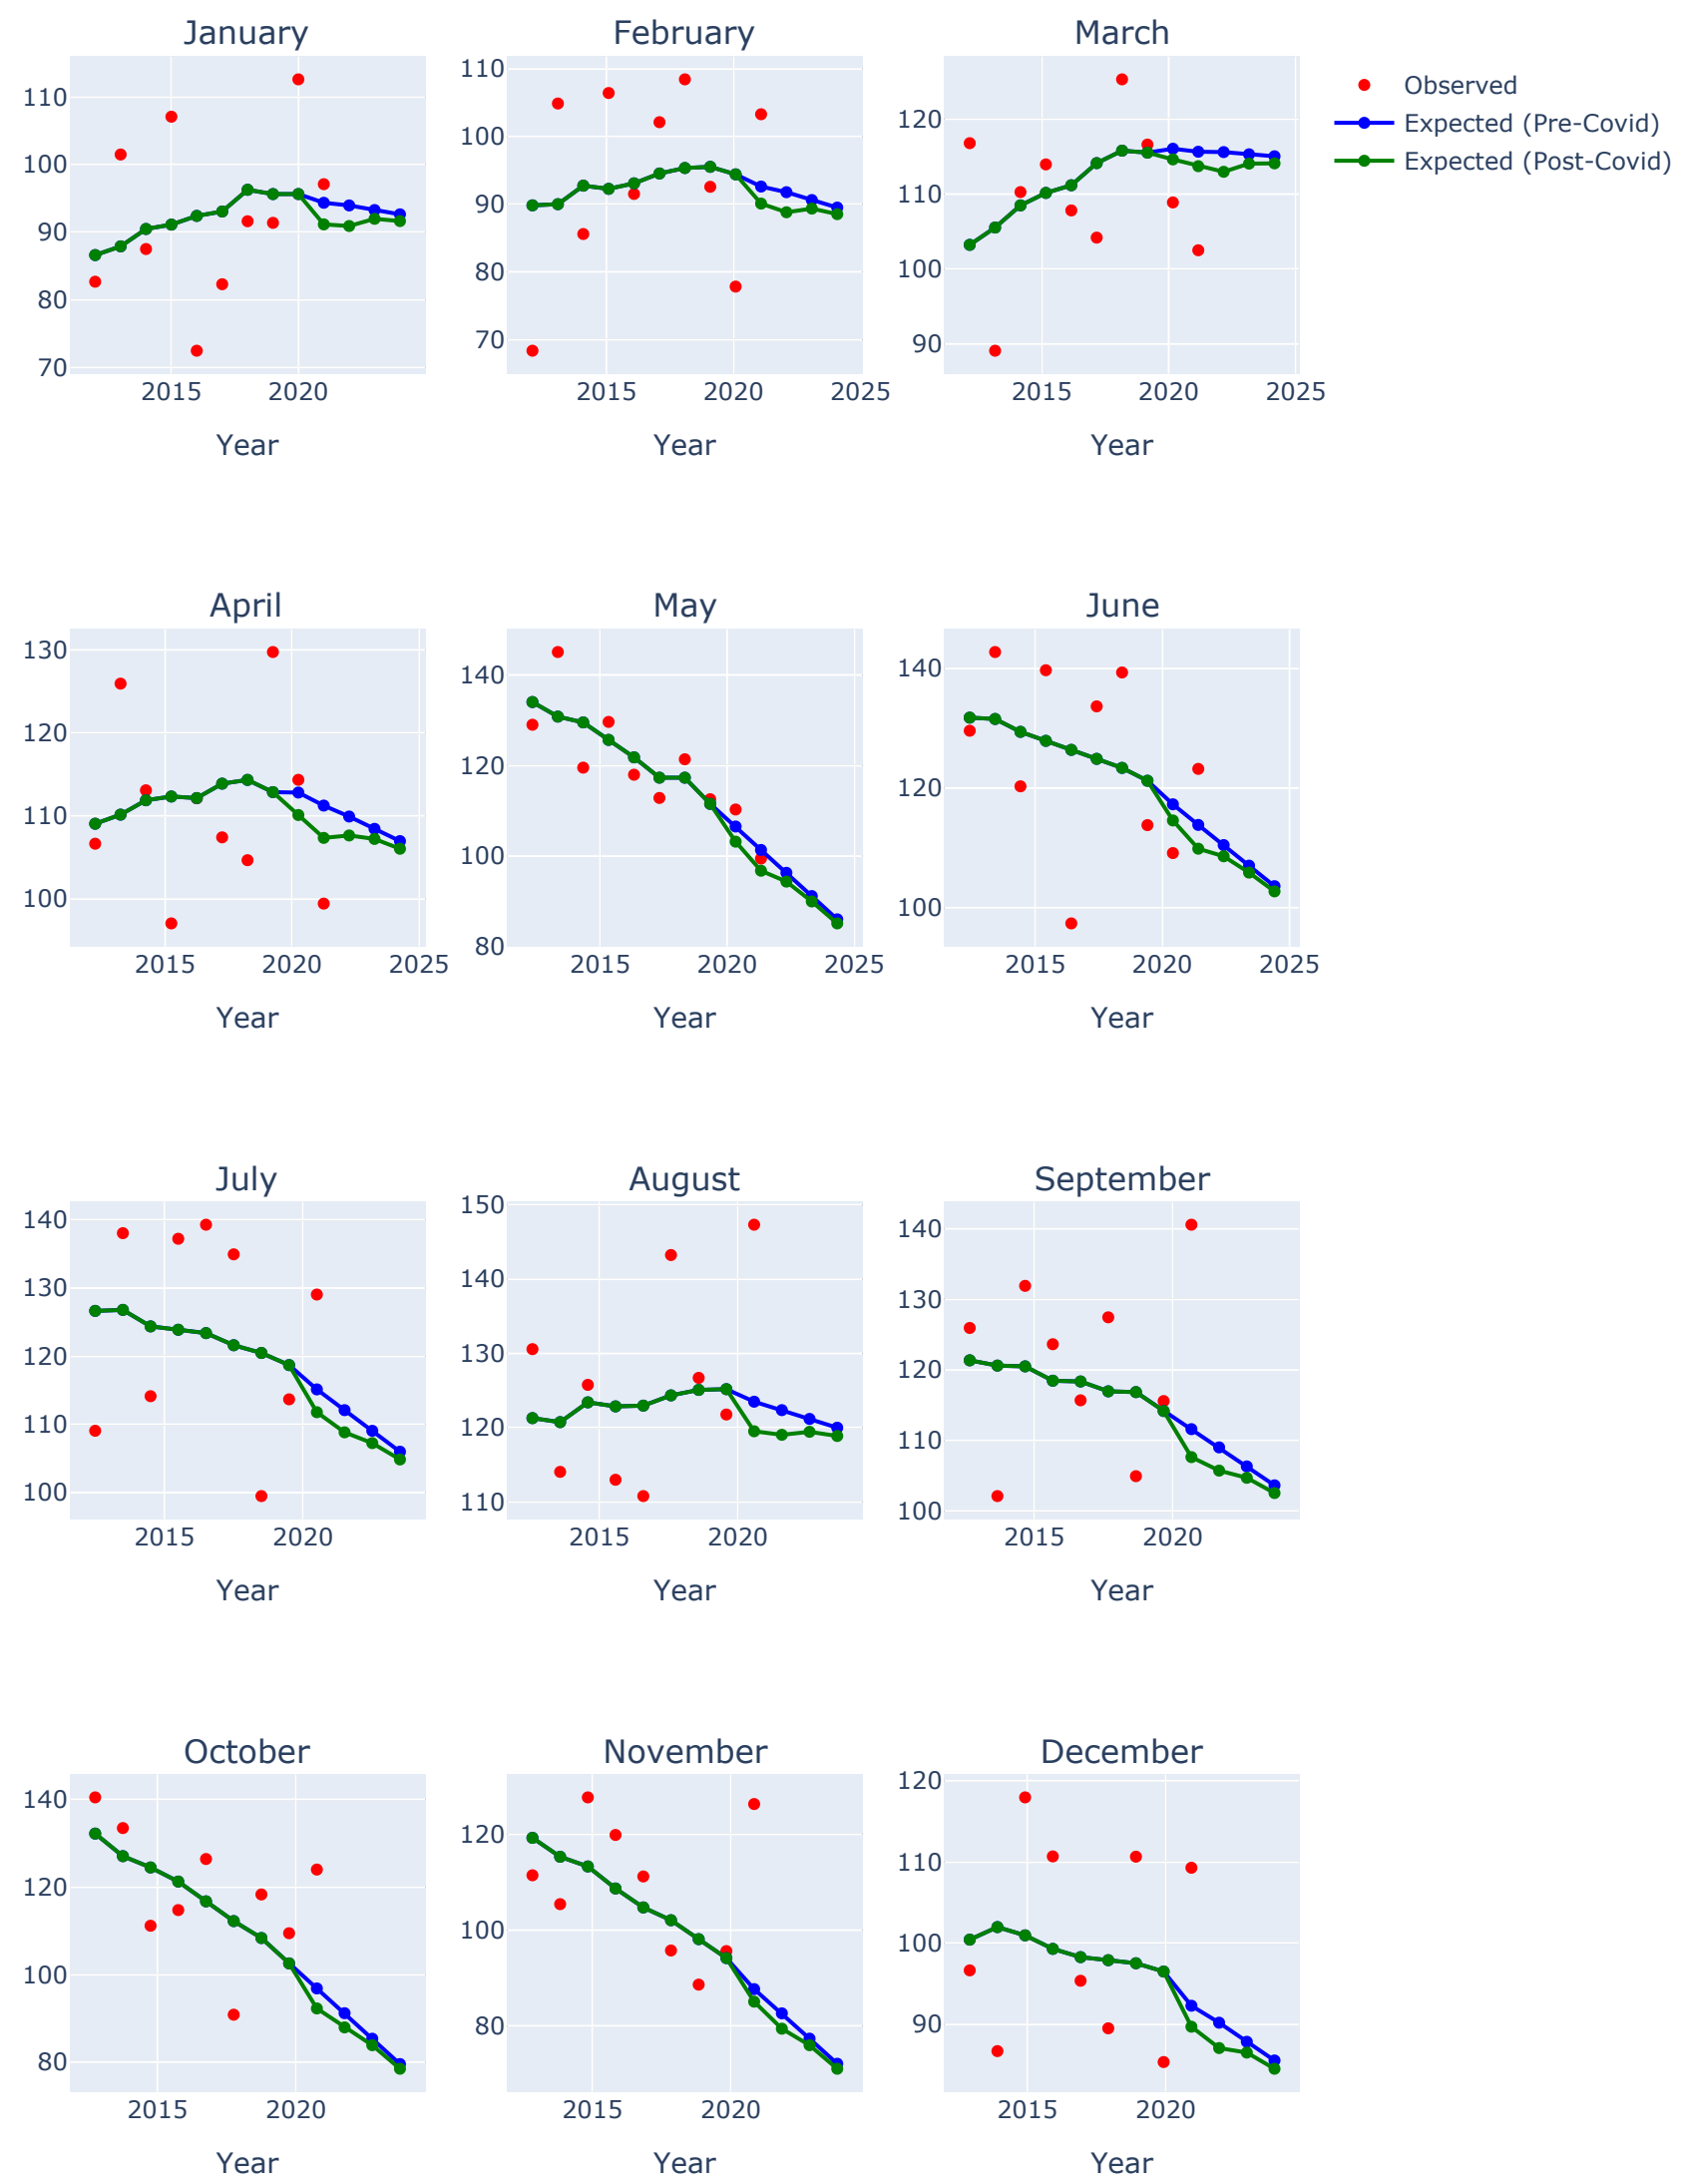 January
February
March
Observed
Expected (Pre-Covid)
Expected (Post-Covid)
110
100
90
80
70
2015
2020
Year
110
100
90
80
70
2015
2020
2025
Year
120
110
100
90
2015
2020
2025
Year
April
May
June
130
120
110
100
2015
2020
2025
Year
140
120
100
80
2015
2020
2025
Year
140
120
100
2015
2020
2025
Year
July
August
September
140
130
120
110
100
2015
2020
Year
150
140
130
120
110
2015
2020
Year
140
130
120
110
100
2015
2020
Year
October
November
December
140
120
100
80
2015
2020
Year
120
100
80
2015
2020
Year
120
110
100
90
2015
2020
Year